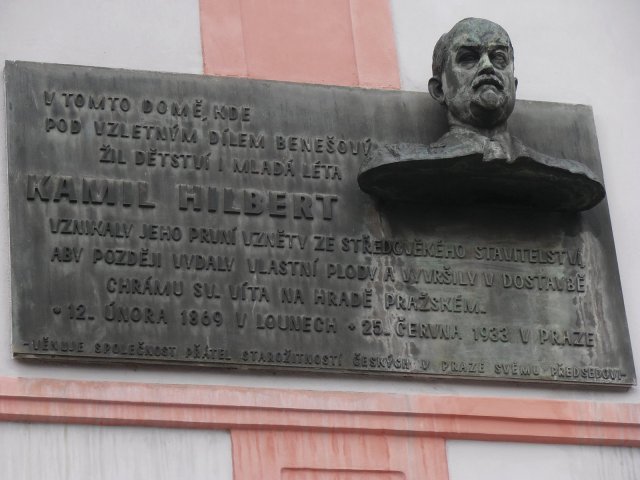 V TOMTO DOMĚ, KDE
POD VZLETNÝM DÍLEM BENEŠOVÝM
ŽIL DĚTSTVÍ I MLADÁ LÉTA
KAMIL HILBERT
VZNIKALY JEHO PRVNÍ VZNĚTY ZE STŘEDOVĚKÉHO STAVITELSTVÍ,
ABY POZDĚJI VYDALY VLASTNÍ PLODY A VYVRŠILY V DOSTAVBĚ
CHRÁMU SV. VÍTA NA HRADĚ PRAŽSKÉM.
* 12. ÚNORA 1869 V LOUNECH • 25. ČERVNA 1933 V PRAZE
-VĚNUJE SPOLEČNOST PŘÁTEL STAROŽITNOSTÍ ČESKÝCH V PRAZE SVÉMU PŘEDSEDOVI-